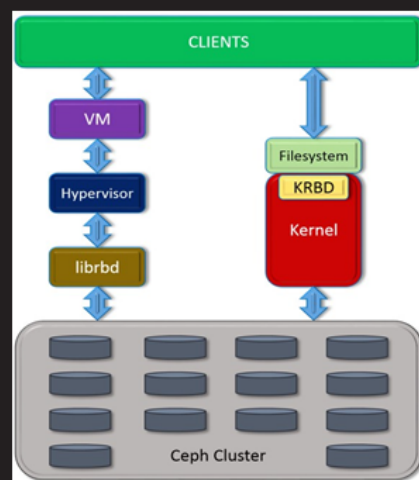 CLIENTS
VM
Filesystem
Hypervisor
KRBD
Kernel
librbd
Ceph Cluster